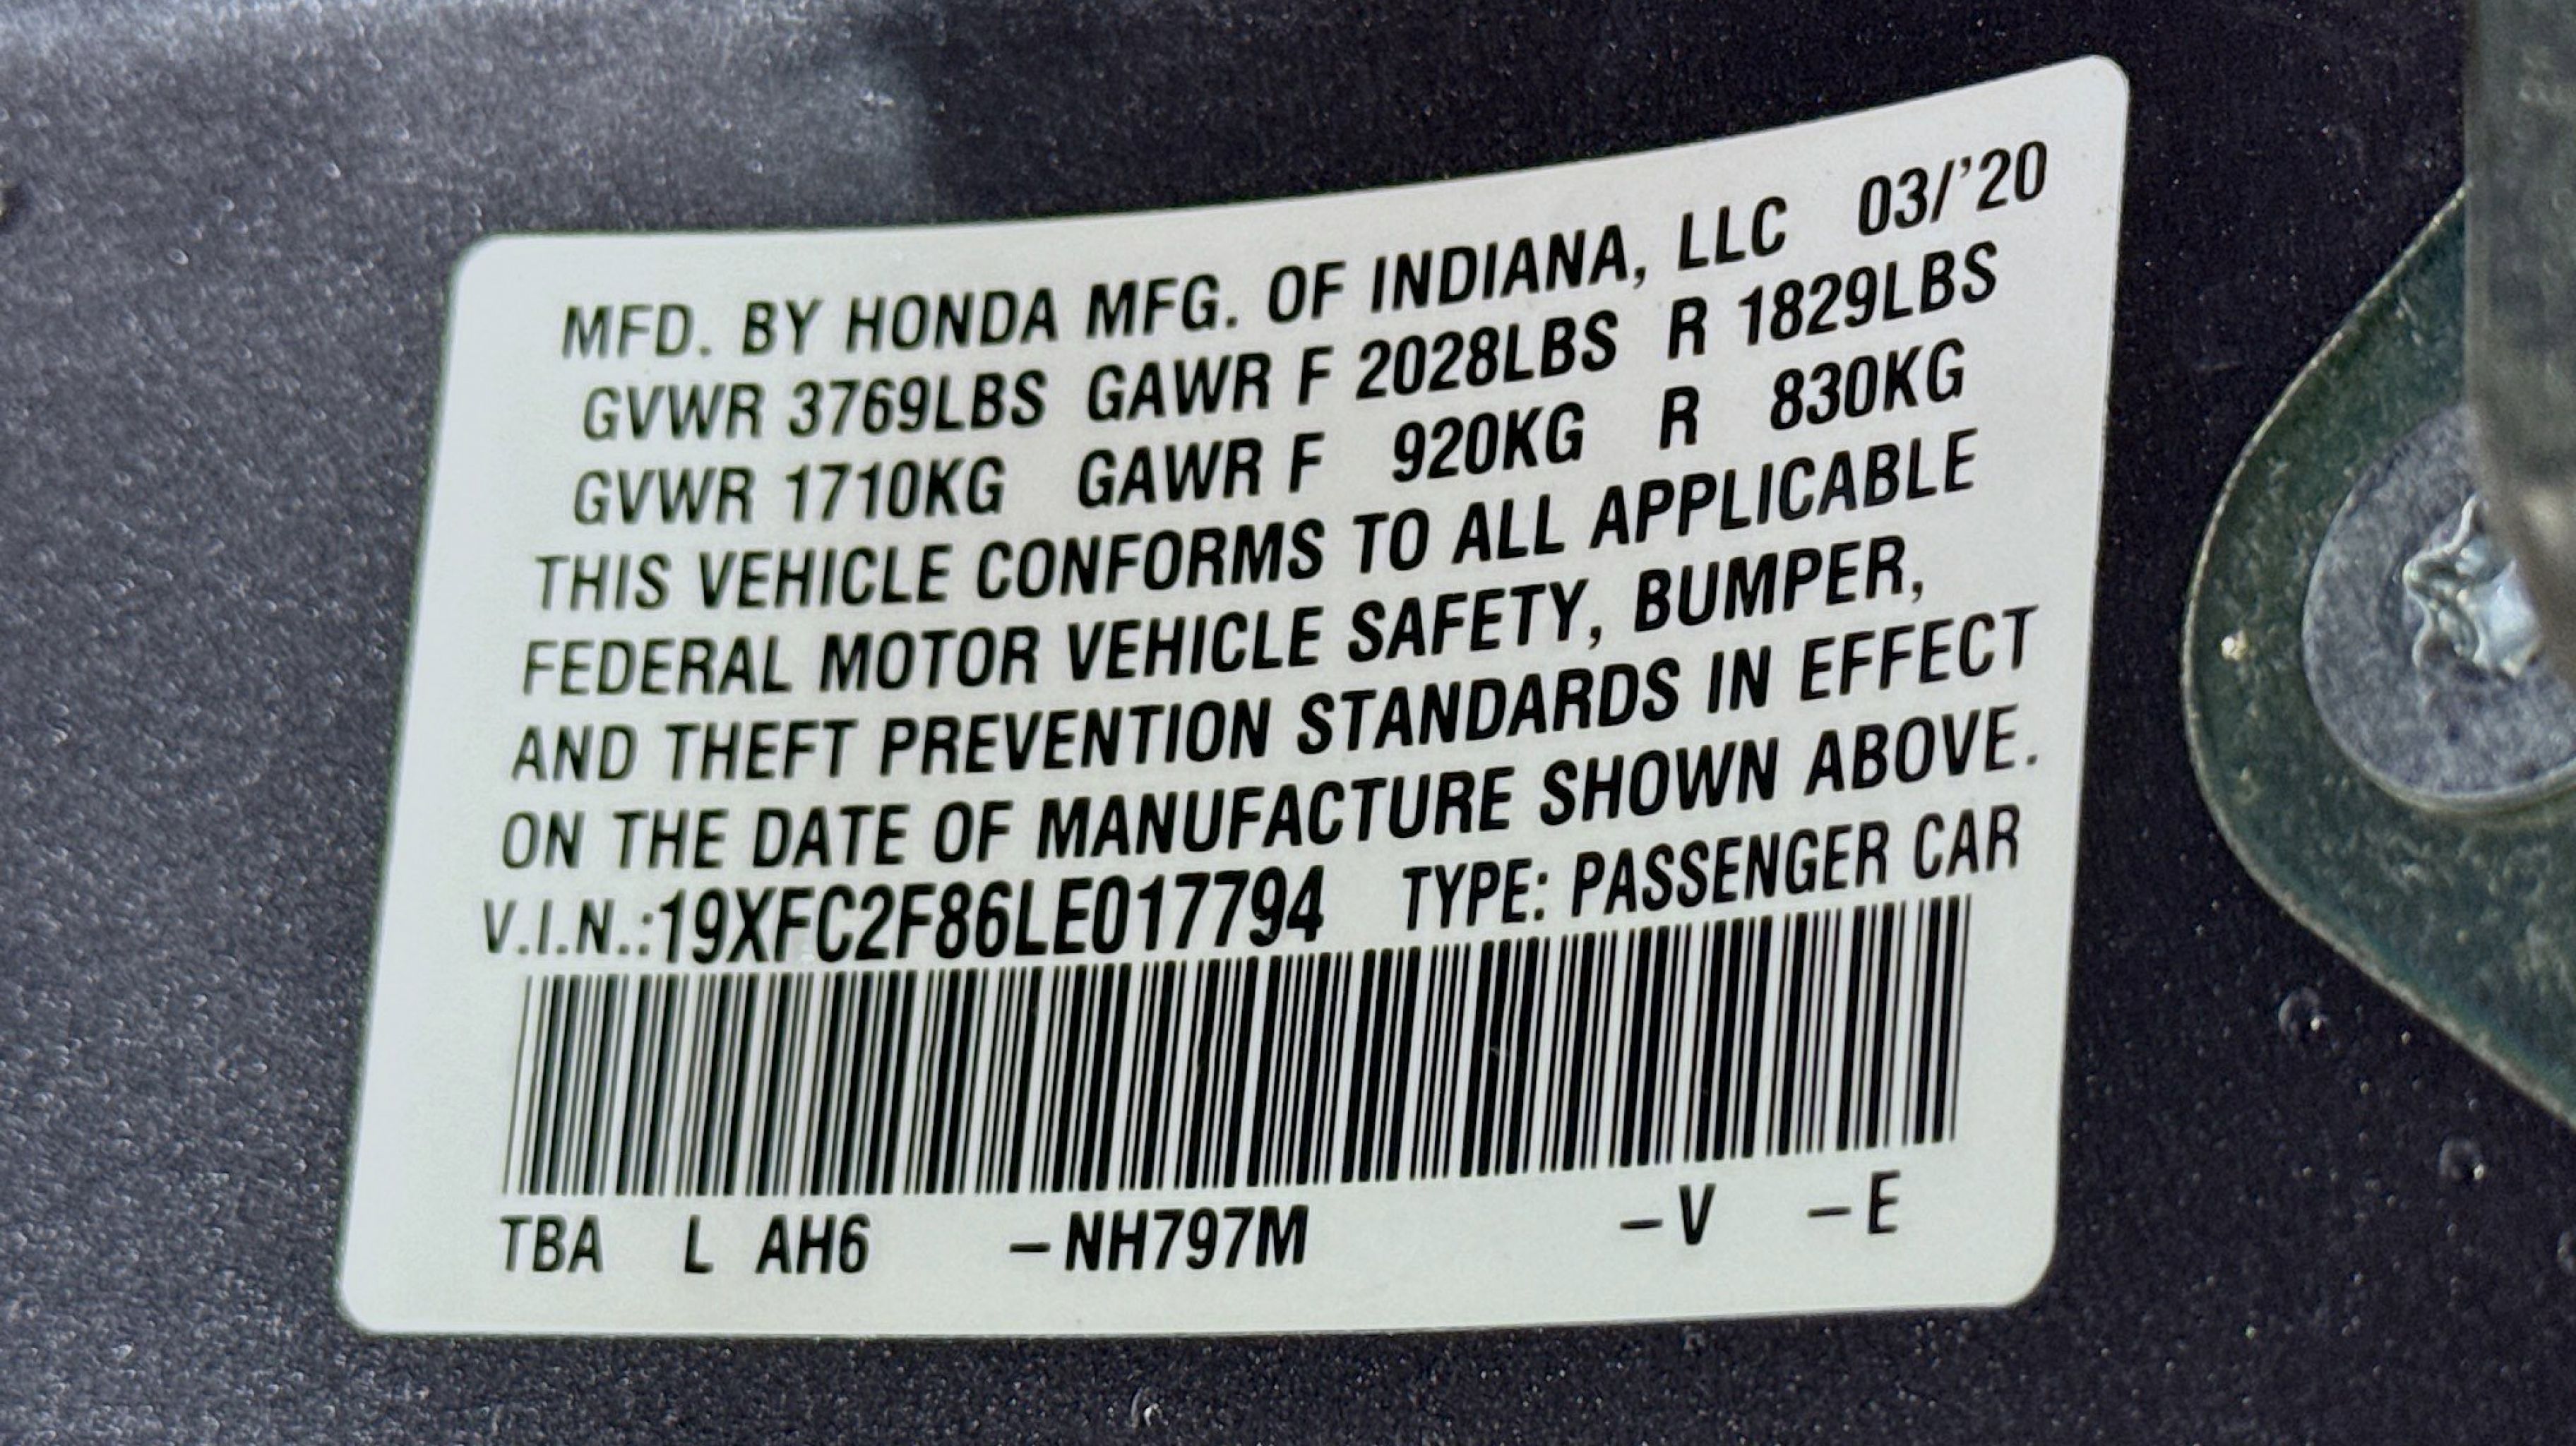 MFD. BY HONDA MFG. OF INDIANA, LLC 03/'20
GVWR 3769LBS GAWR F 2028LBS R 1829LBS
GVWR 1710KG GAWR F 920KG R 830KG
THIS VEHICLE CONFORMS TO ALL APPLICABLE
FEDERAL MOTOR VEHICLE SAFETY, BUMPER,
AND THEFT PREVENTION STANDARDS IN EFFECT
ON THE DATE OF MANUFACTURE SHOWN ABOVE.
V.I.N.:19XFC2F86LE017794 TYPE: PASSENGER CAR
TBA L AH6 –NH797M –V –E